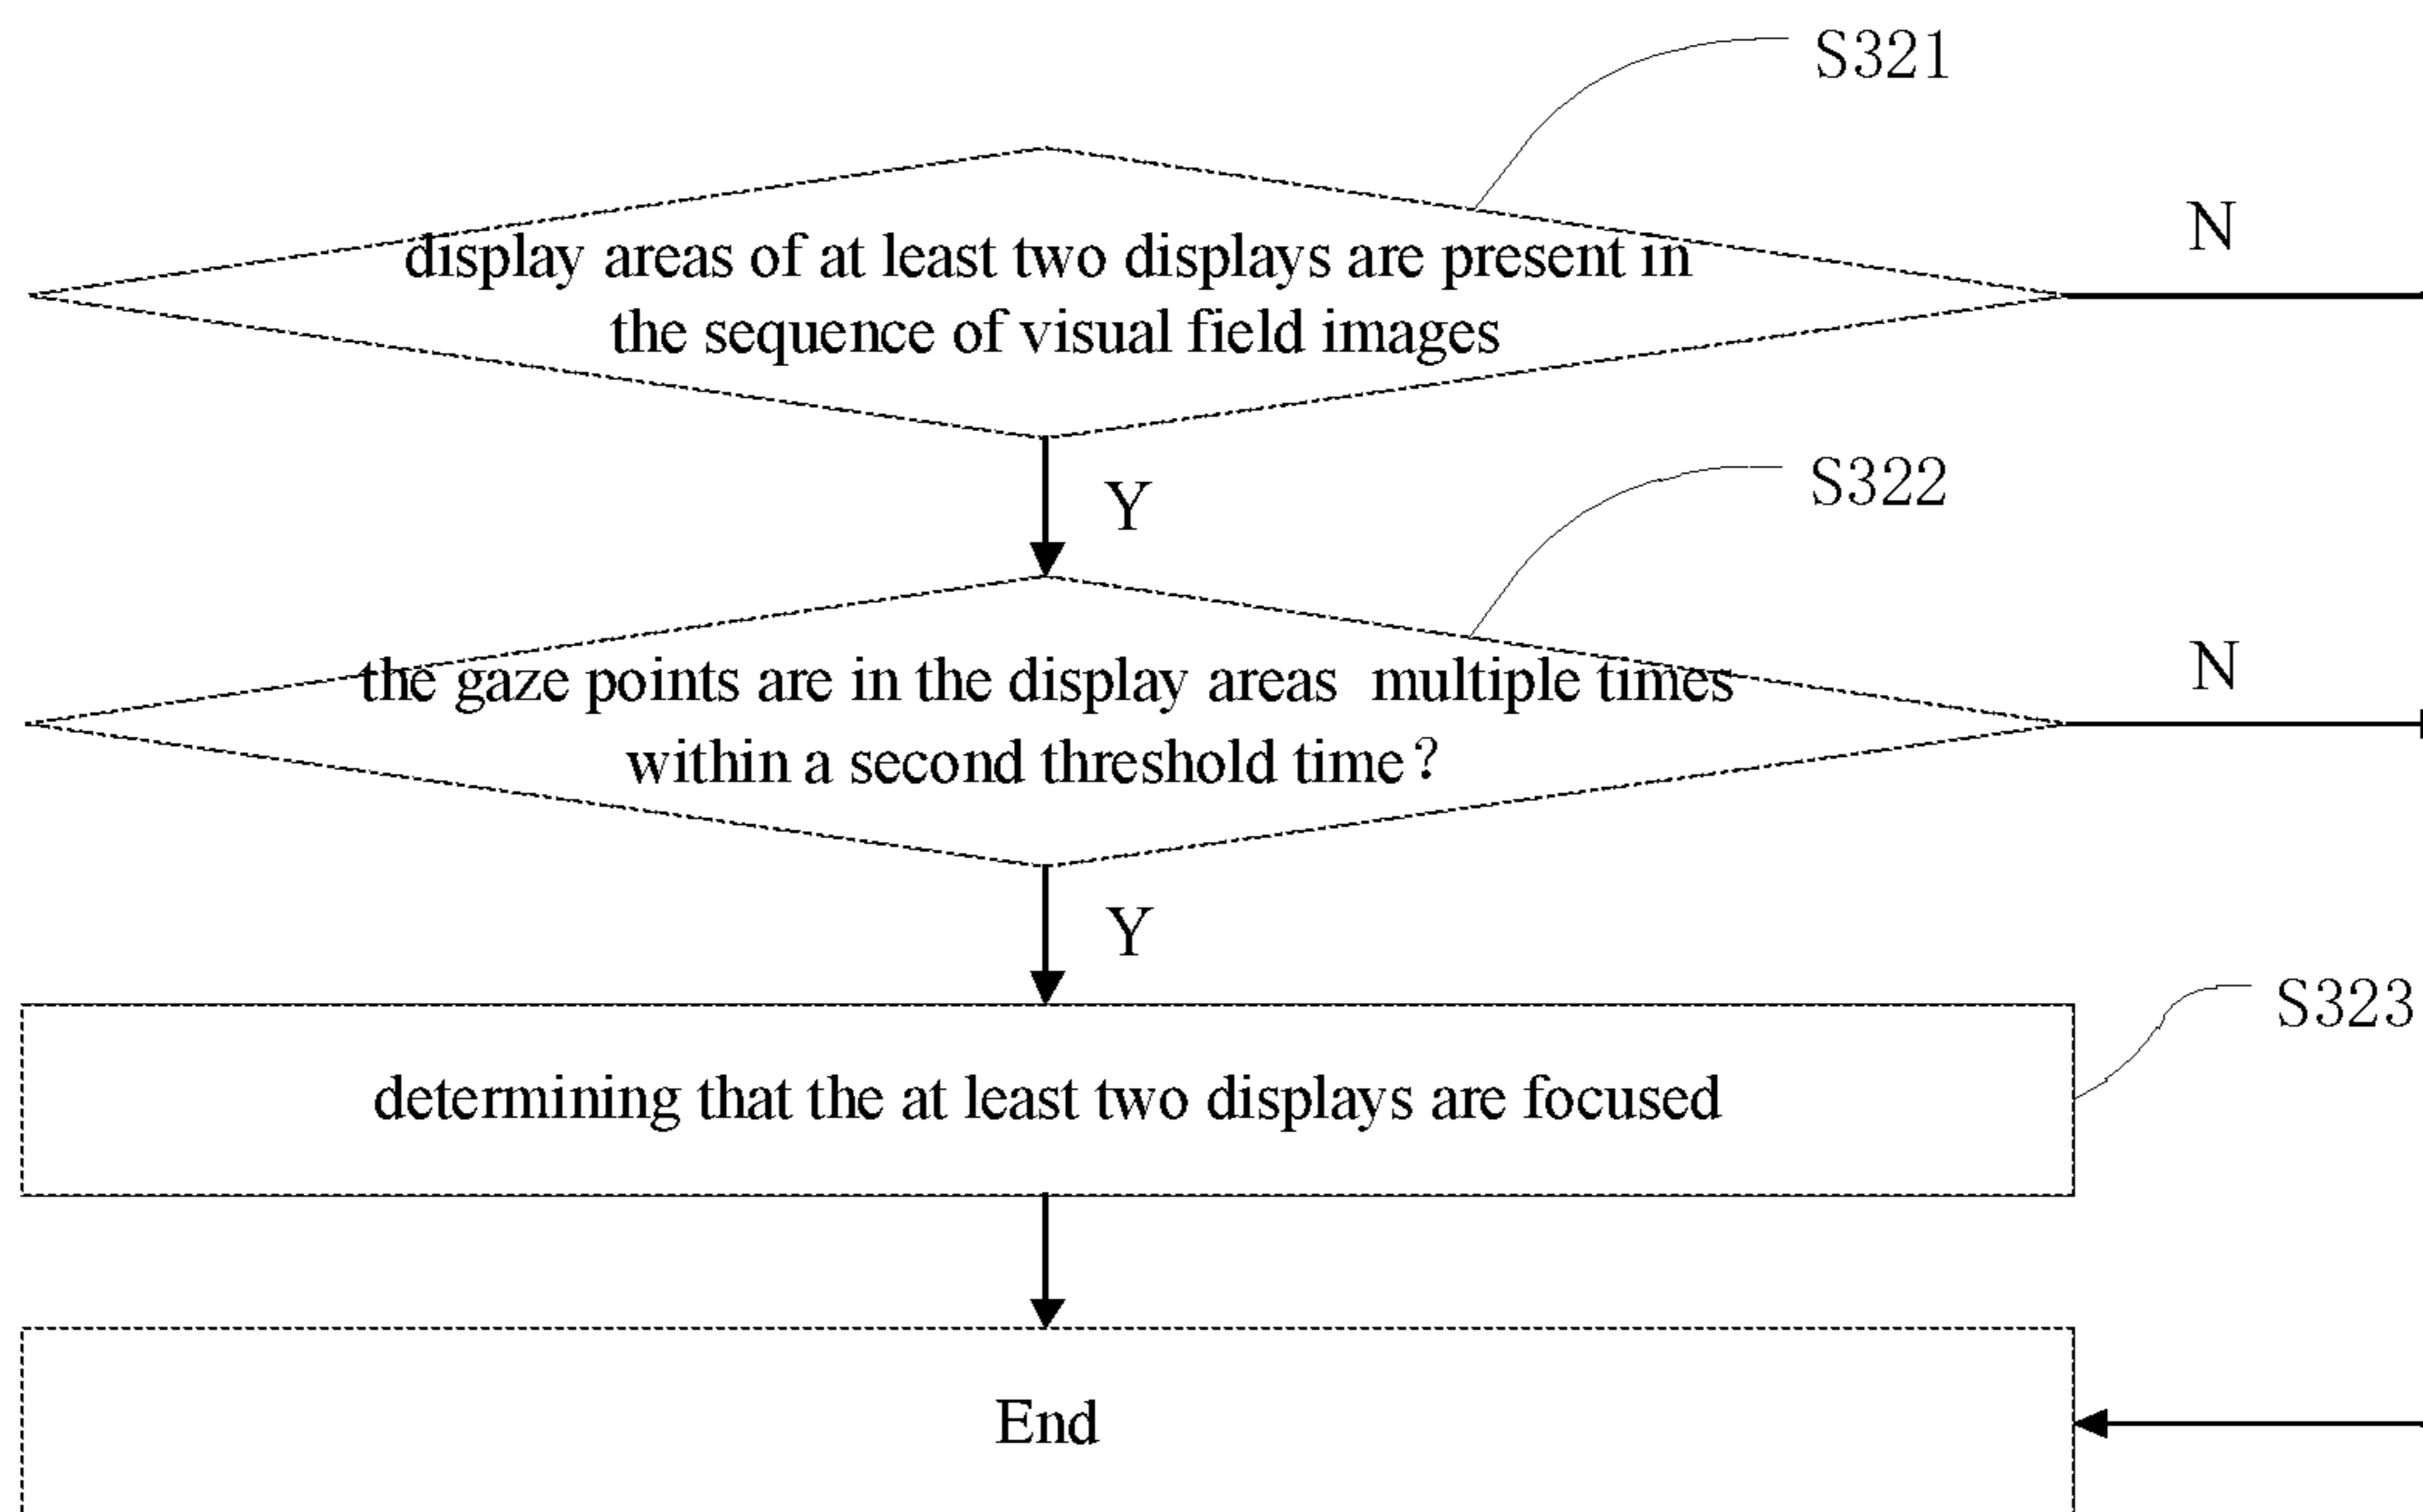 S321
N
display areas of at least two displays are present in
the sequence of visual field images
Y
S322
N
the gaze points are in the display areas multiple times
within a second threshold time?
Y
S323
determining that the at least two displays are focused
End